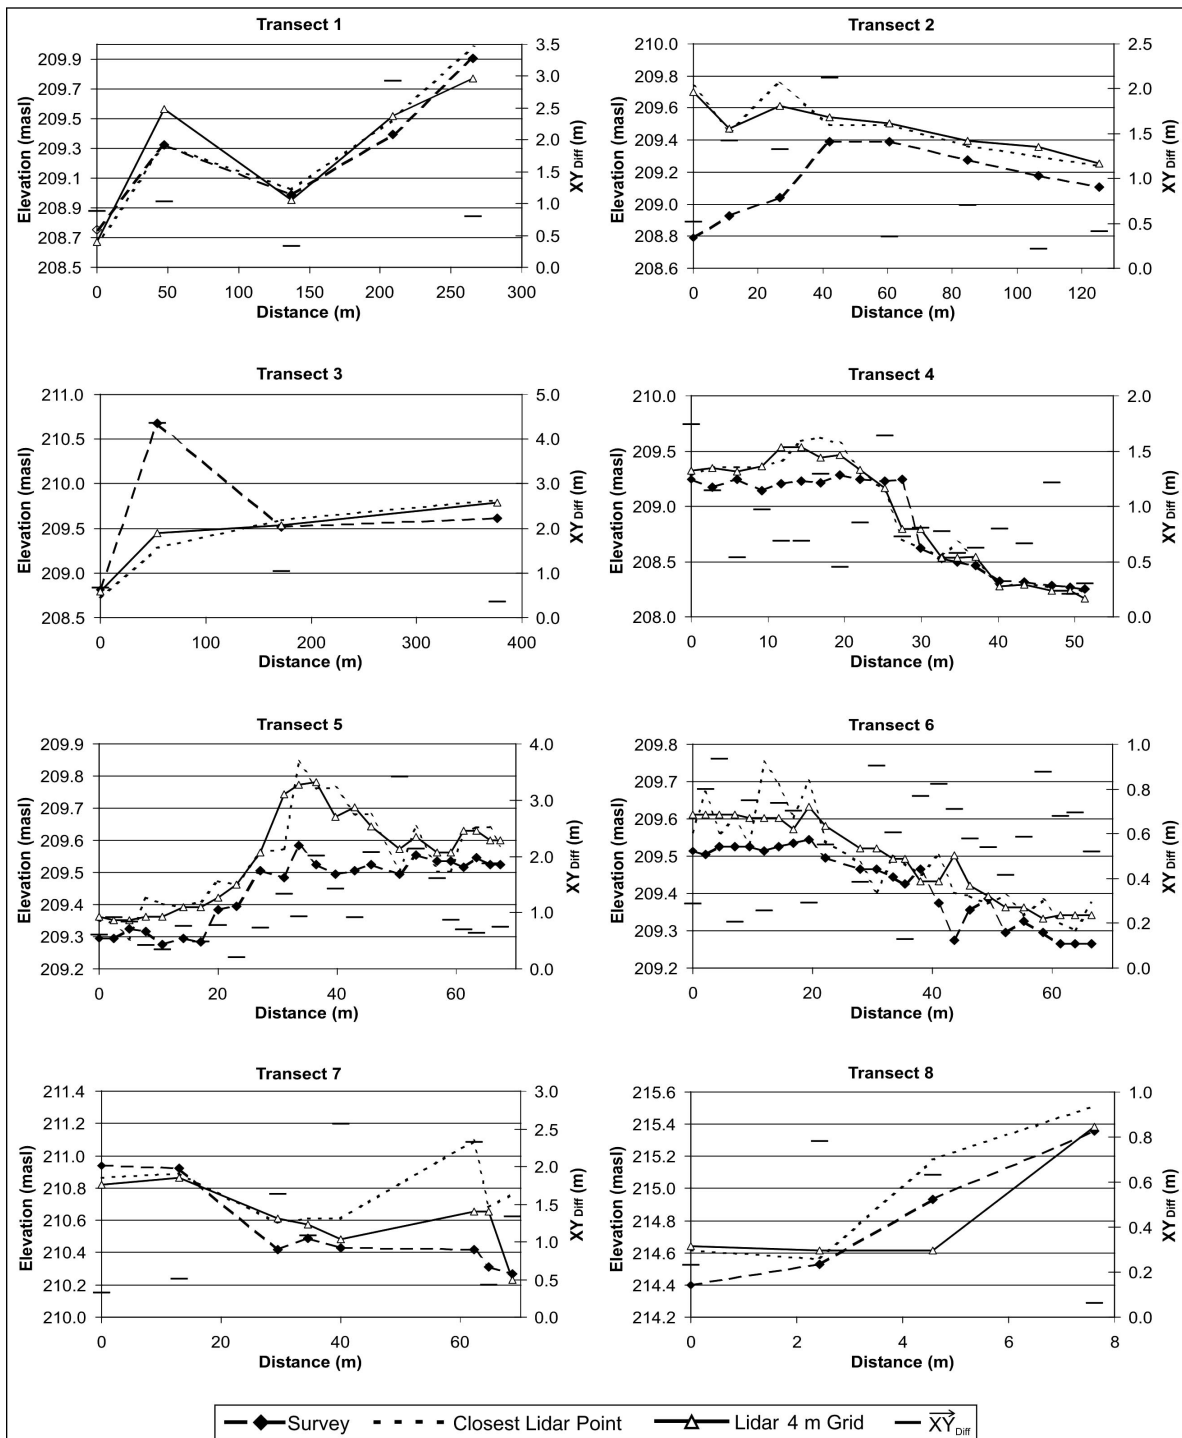 Transect 1
Elevation (masl)
209.9
209.7
209.5
209.3
209.1
208.9
208.7
208.5
3.5
3.0
2.5
2.0
1.5
1.0
0.5
0.0
XY Diff (m)
0 50 100 150 200 250 300
Distance (m)
Transect 2
Elevation (masl)
210.0
209.8
209.6
209.4
209.2
209.0
208.8
208.6
2.5
2.0
1.5
1.0
0.5
0.0
XY Diff (m)
0 20 40 60 80 100 120
Distance (m)
Transect 3
Elevation (masl)
211.0
210.5
210.0
209.5
209.0
208.5
5.0
4.5
4.0
3.5
3.0
2.5
2.0
1.5
1.0
0.5
0.0
XY Diff (m)
0 100 200 300 400
Distance (m)
Transect 4
Elevation (masl)
210.0
209.5
209.0
208.5
208.0
2.0
1.5
1.0
0.5
0.0
XY Diff (m)
0 10 20 30 40 50
Distance (m)
Transect 5
Elevation (masl)
209.9
209.8
209.7
209.6
209.5
209.4
209.3
209.2
4.0
3.0
2.0
1.0
0.0
XY Diff (m)
0 20 40 60
Distance (m)
Transect 6
Elevation (masl)
209.8
209.7
209.6
209.5
209.4
209.3
209.2
1.0
0.8
0.6
0.4
0.2
0.0
XY Diff (m)
0 20 40 60
Distance (m)
Transect 7
Elevation (masl)
211.4
211.2
211.0
210.8
210.6
210.4
210.2
210.0
3.0
2.5
2.0
1.5
1.0
0.5
0.0
XY Diff (m)
0 20 40 60
Distance (m)
Transect 8
Elevation (masl)
215.6
215.4
215.2
215.0
214.8
214.6
214.4
214.2
1.0
0.8
0.6
0.4
0.2
0.0
XY Diff (m)
0 2 4 6 8
Distance (m)
Survey Closest Lidar Point Lidar 4 m Grid XY Diff